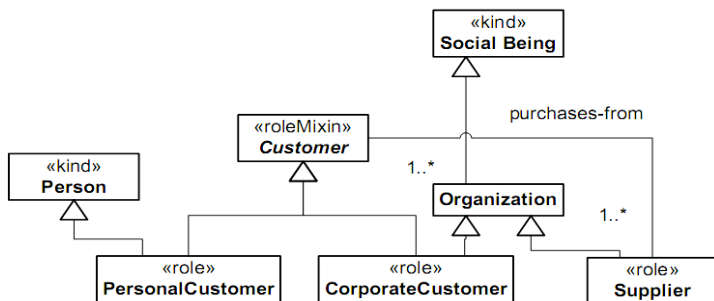 «kind»
Social Being
purchases-from
«roleMixin»
Customer
«kind»
Person
1..*
Organization
1..*
«role»
PersonalCustomer
«role»
CorporateCustomer
«role»
Supplier